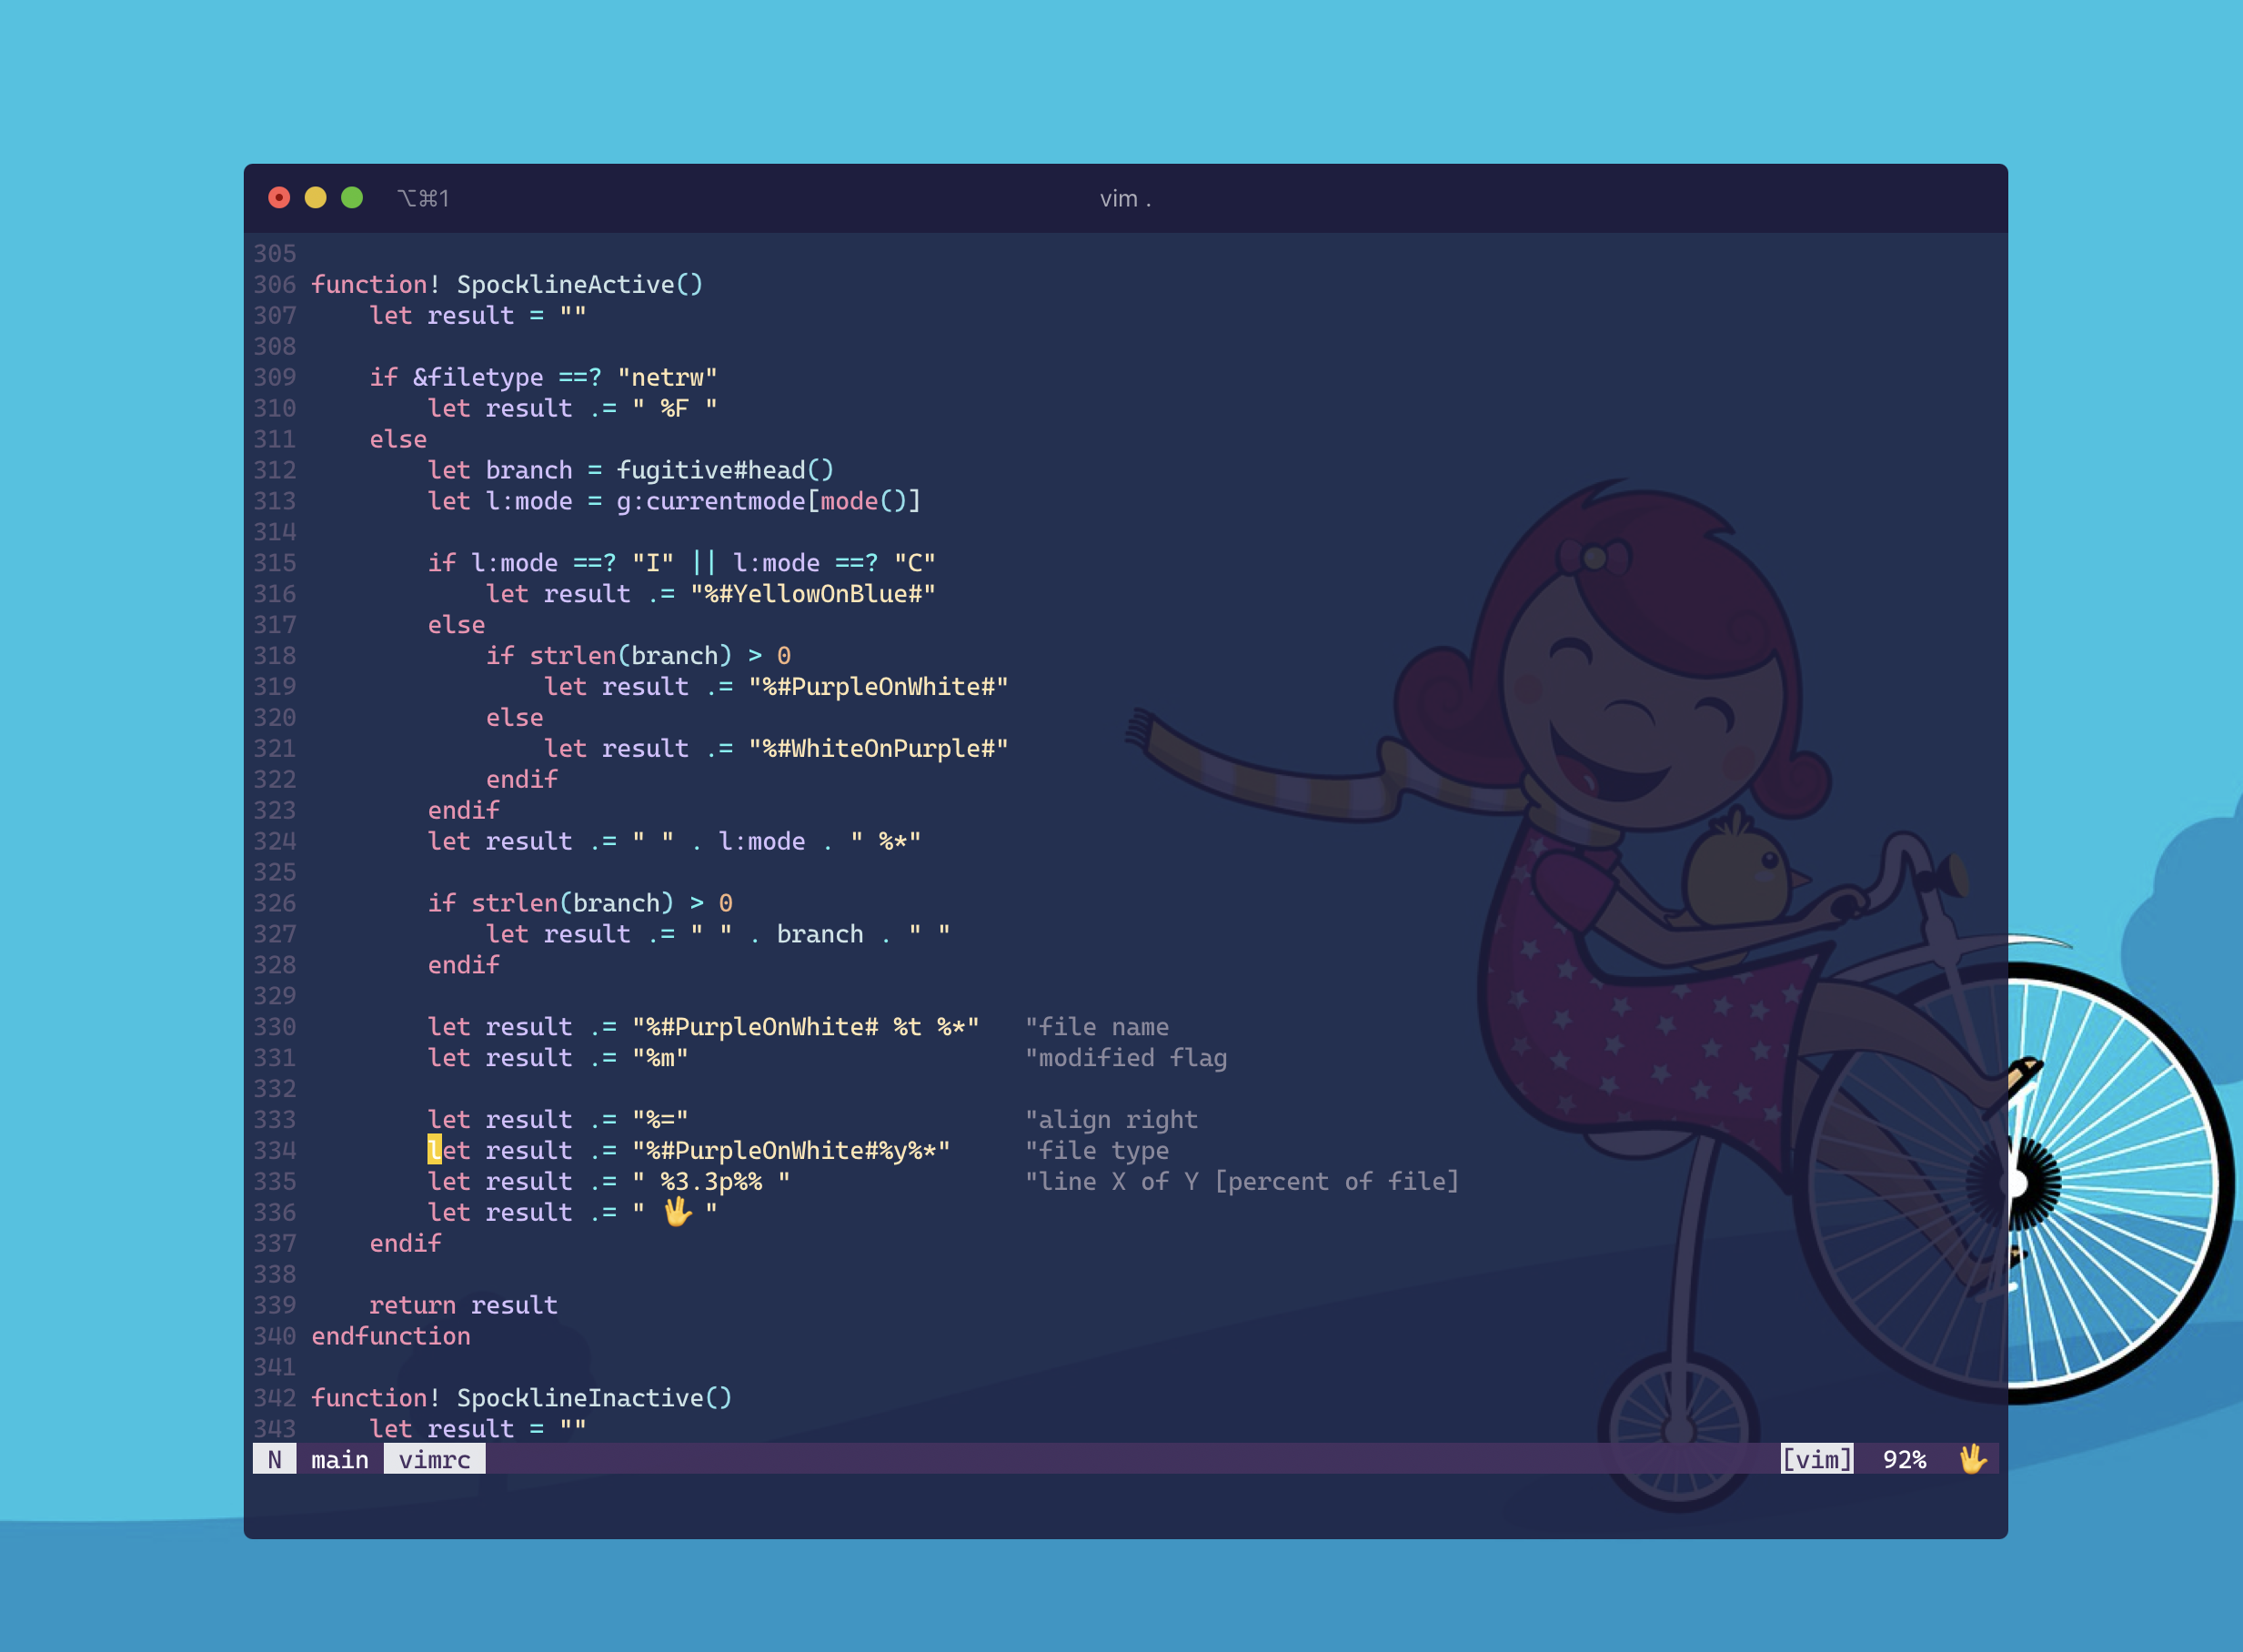 ⌥⌘1 vim .
305
306 function! SpocklineActive()
307     let result = ""
308
309     if &filetype ==? "netrw"
310         let result .= " %F "
311     else
312         let branch = fugitive#head()
313         let l:mode = g:currentmode[mode()]
314
315         if l:mode ==? "I" || l:mode ==? "C"
316             let result .= "%#YellowOnBlue#"
317         else
318             if strlen(branch) > 0
319                 let result .= "%#PurpleOnWhite#"
320             else
321                 let result .= "%#WhiteOnPurple#"
322             endif
323         endif
324         let result .= " " . l:mode . " %*"
325
326         if strlen(branch) > 0
327             let result .= " " . branch . " "
328         endif
329
330         let result .= "%#PurpleOnWhite# %t %*"   "file name
331         let result .= "%m"                       "modified flag
332
333         let result .= "%="                       "align right
334         let result .= "%#PurpleOnWhite#%y%*"     "file type
335         let result .= " %3.3p%% "                "line X of Y [percent of file]
336         let result .= " 🖖 "
337     endif
338
339     return result
340 endfunction
341
342 function! SpocklineInactive()
343     let result = ""
N main vimrc [vim] 92% 🖖